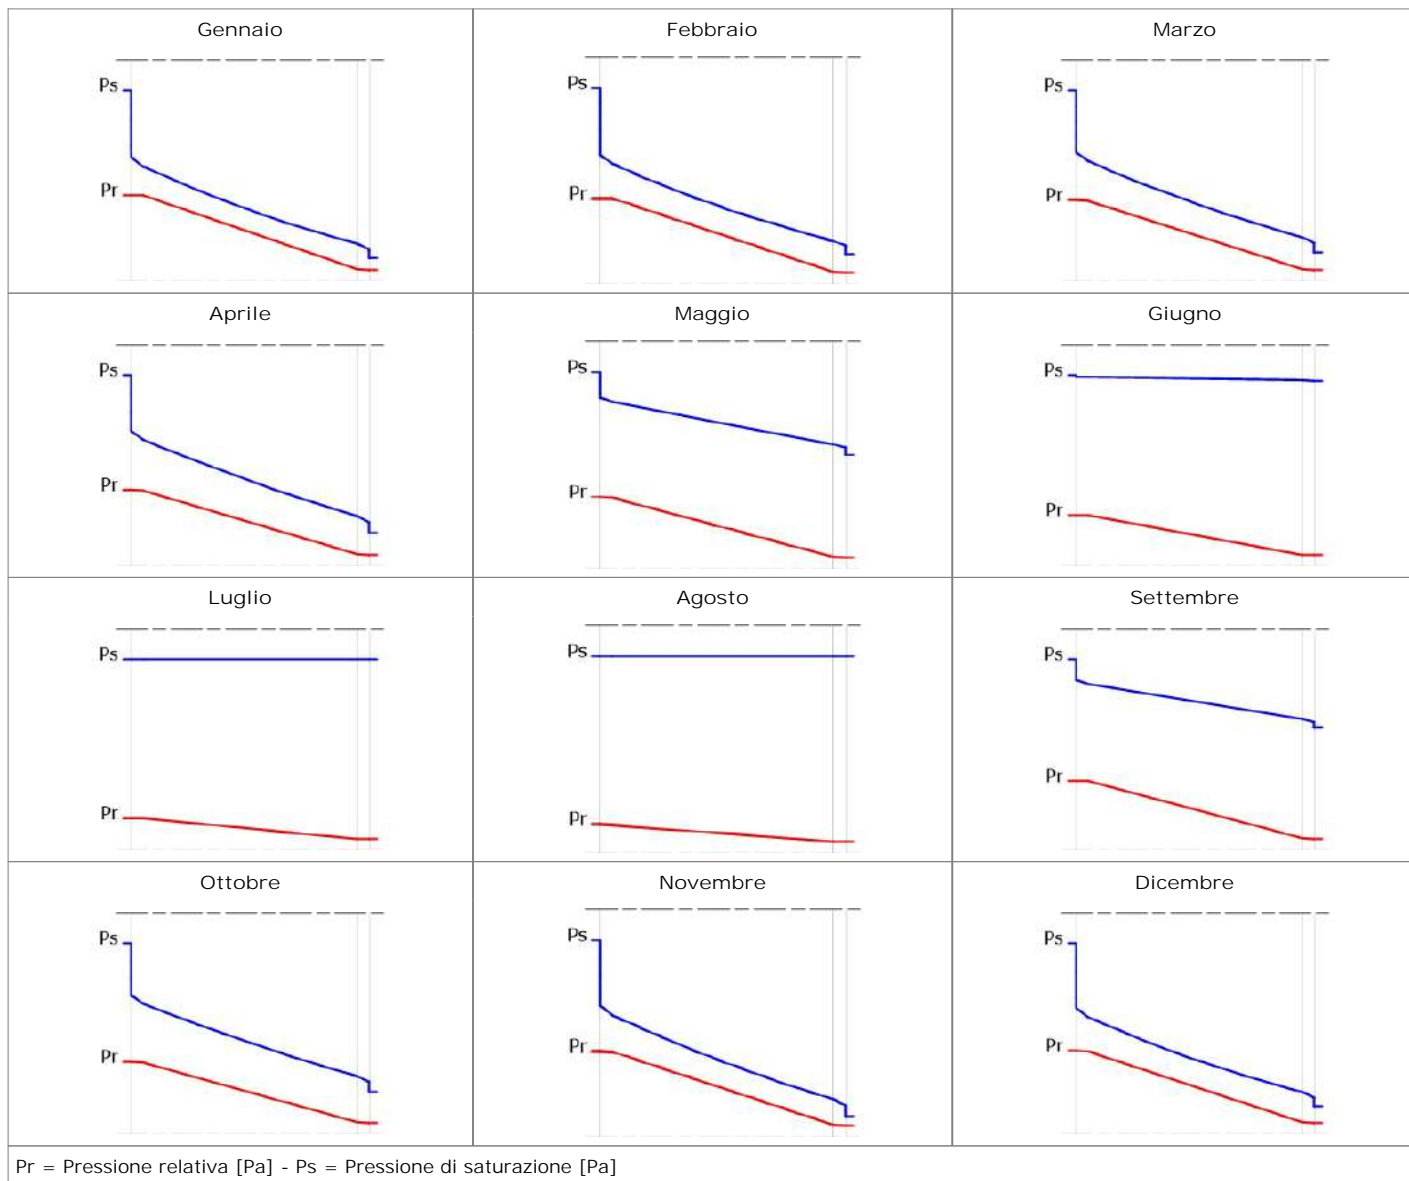 Gennaio
Febbraio
Marzo
Ps
Pr
Ps
Pr
Ps
Pr
Aprile
Maggio
Giugno
Ps
Pr
Ps
Pr
Ps
Pr
Luglio
Agosto
Settembre
Ps
Pr
Ps
Pr
Ps
Pr
Ottobre
Novembre
Dicembre
Ps
Pr
Ps
Pr
Ps
Pr
Pr = Pressione relativa [Pa] - Ps = Pressione di saturazione [Pa]